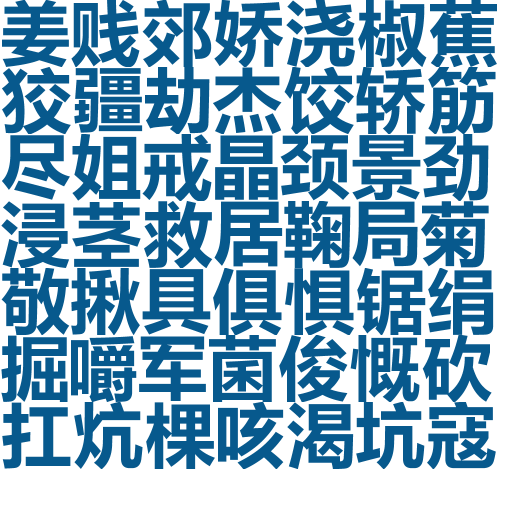 姜贱郊娇浇椒蕉
狡疆劫杰饺轿筋
尽姐戒晶颈景劲
浸茎救居鞠局菊
敬揪具俱惧锯绢
掘嚼军菌俊慨砍
扛炕棵咳渴坑寇